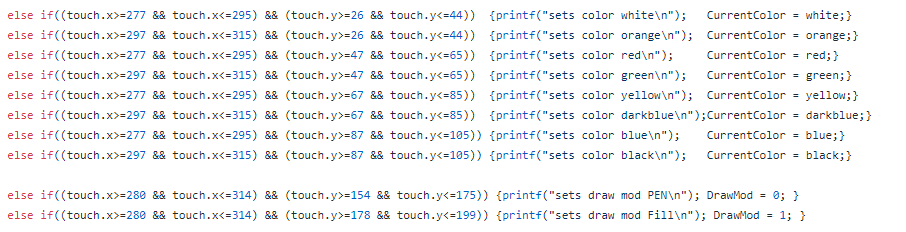 else if((touch.x>=277 && touch.x<=295) && (touch.y>=26 && touch.y<=44))  {printf("sets color white\n");   CurrentColor = white;}
else if((touch.x>=297 && touch.x<=315) && (touch.y>=26 && touch.y<=44))  {printf("sets color orange\n");  CurrentColor = orange;}
else if((touch.x>=277 && touch.x<=295) && (touch.y>=47 && touch.y<=65))  {printf("sets color red\n");     CurrentColor = red;}
else if((touch.x>=297 && touch.x<=315) && (touch.y>=47 && touch.y<=65))  {printf("sets color green\n");   CurrentColor = green;}
else if((touch.x>=277 && touch.x<=295) && (touch.y>=67 && touch.y<=85))  {printf("sets color yellow\n");  CurrentColor = yellow;}
else if((touch.x>=297 && touch.x<=315) && (touch.y>=67 && touch.y<=85))  {printf("sets color darkblue\n");CurrentColor = darkblue;}
else if((touch.x>=277 && touch.x<=295) && (touch.y>=87 && touch.y<=105)) {printf("sets color blue\n");    CurrentColor = blue;}
else if((touch.x>=297 && touch.x<=315) && (touch.y>=87 && touch.y<=105)) {printf("sets color black\n");   CurrentColor = black;}

else if((touch.x>=280 && touch.x<=314) && (touch.y>=154 && touch.y<=175)) {printf("sets draw mod PEN\n"); DrawMod = 0; }
else if((touch.x>=280 && touch.x<=314) && (touch.y>=178 && touch.y<=199)) {printf("sets draw mod Fill\n"); DrawMod = 1; }